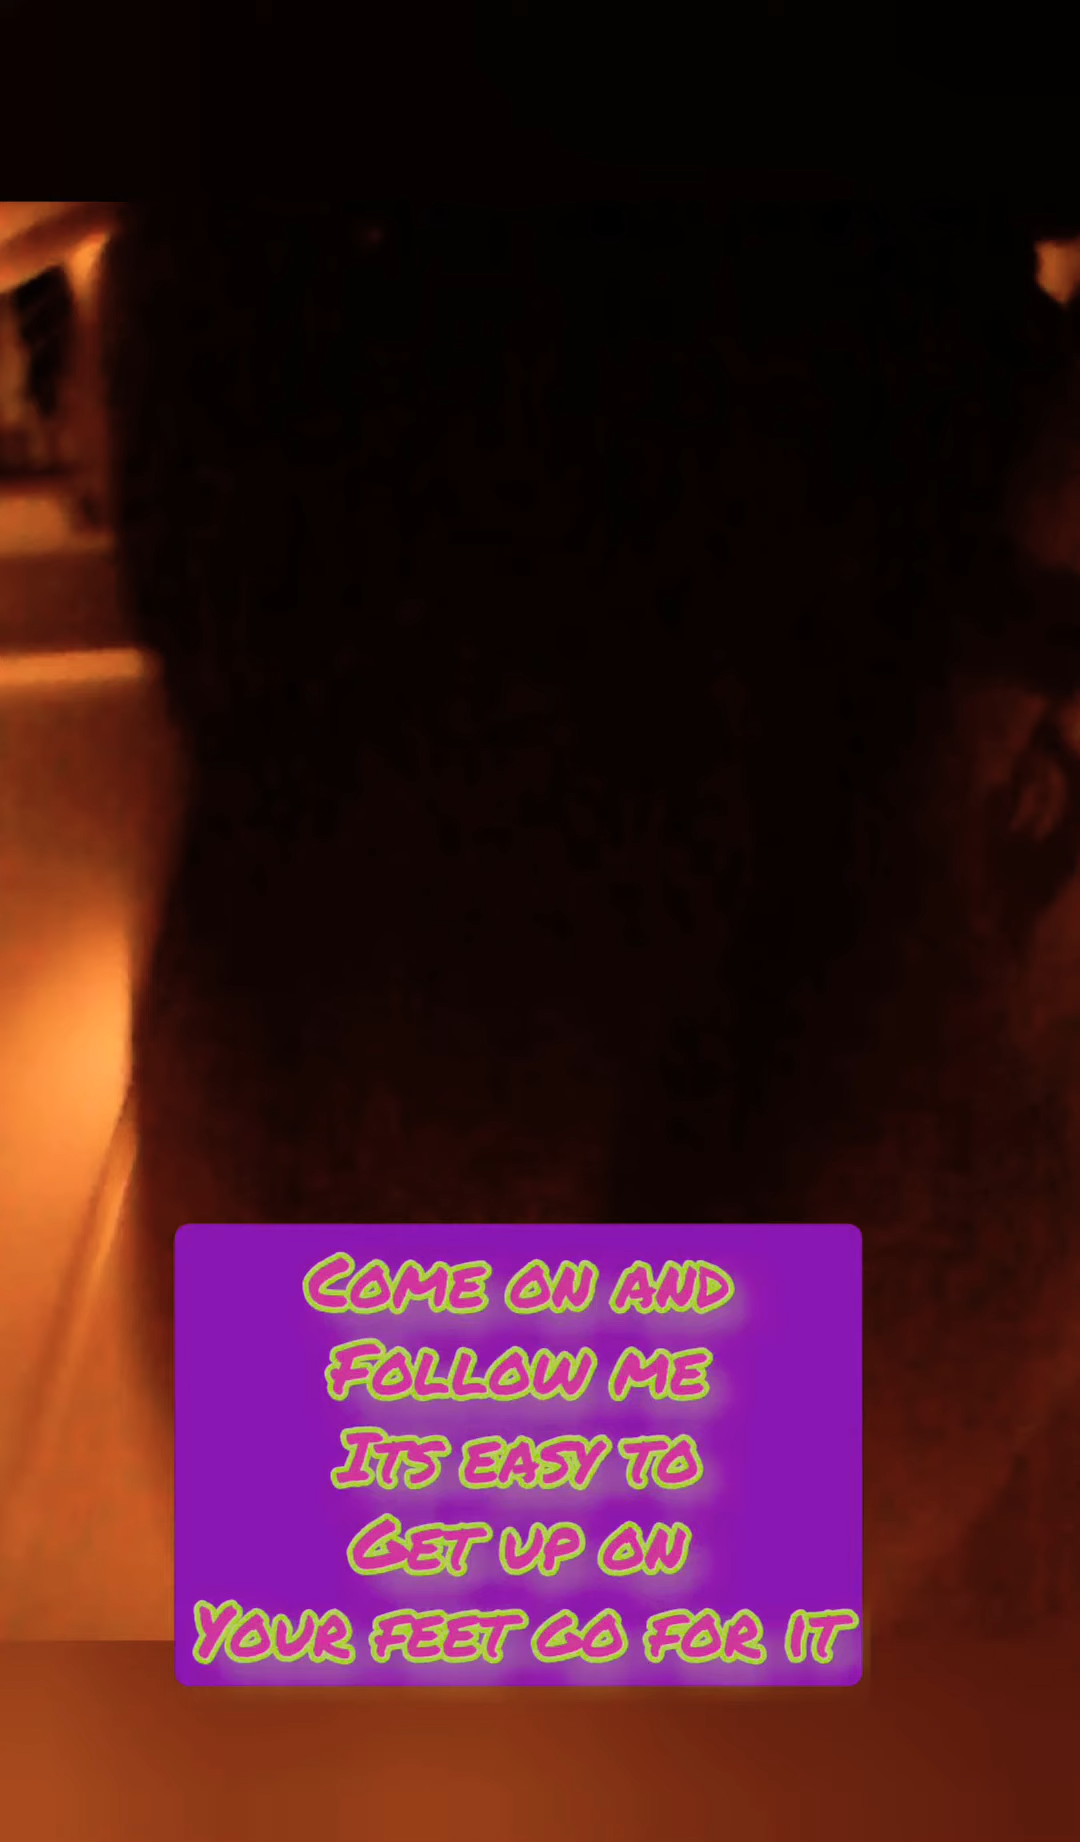 Come on and
Follow me
Its easy to
Get up on
Your feet go for it